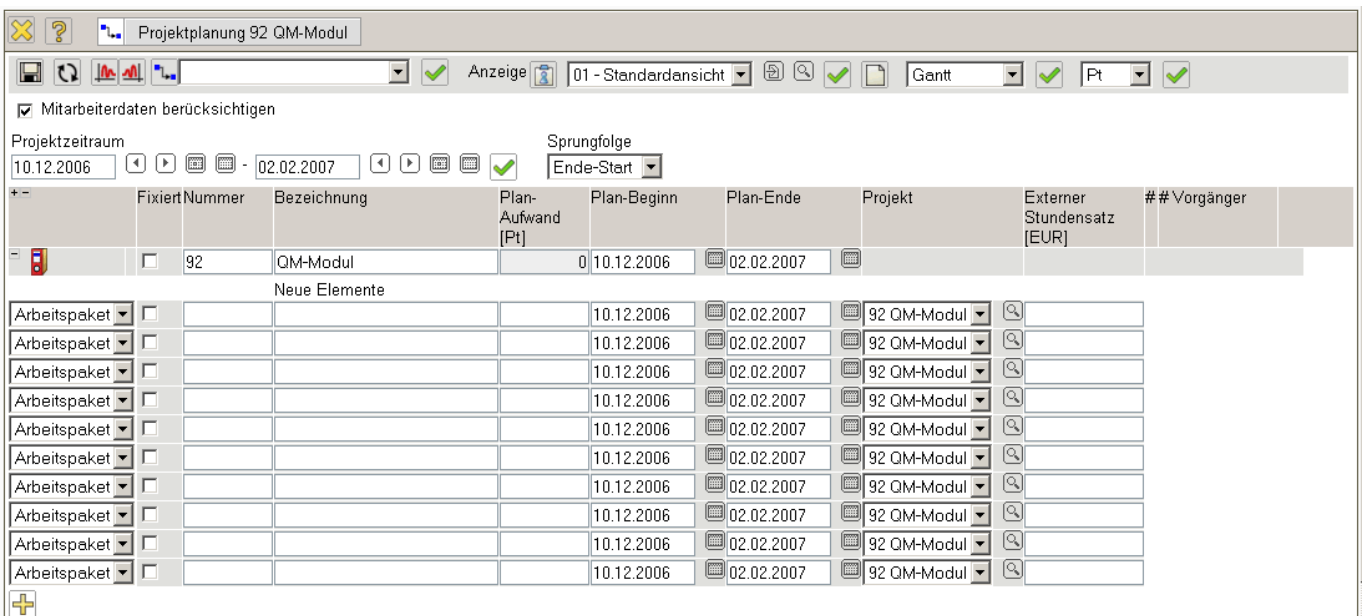 Projektplanung 92 QM-Modul
Anzeige 01 - Standardansicht Gantt Pt
Mitarbeiterdaten berücksichtigen
Projektzeitraum Sprungfolge
10.12.2006 - 02.02.2007 Ende-Start
+ - Fixiert Nummer Bezeichnung Plan- Plan-Beginn Plan-Ende Projekt Externer ## Vorgänger
Aufwand Stundensatz
[Pt] [EUR]
92 QM-Modul 0 10.12.2006 02.02.2007
Neue Elemente
Arbeitspaket 10.12.2006 02.02.2007 92 QM-Modul
Arbeitspaket 10.12.2006 02.02.2007 92 QM-Modul
Arbeitspaket 10.12.2006 02.02.2007 92 QM-Modul
Arbeitspaket 10.12.2006 02.02.2007 92 QM-Modul
Arbeitspaket 10.12.2006 02.02.2007 92 QM-Modul
Arbeitspaket 10.12.2006 02.02.2007 92 QM-Modul
Arbeitspaket 10.12.2006 02.02.2007 92 QM-Modul
Arbeitspaket 10.12.2006 02.02.2007 92 QM-Modul
Arbeitspaket 10.12.2006 02.02.2007 92 QM-Modul
Arbeitspaket 10.12.2006 02.02.2007 92 QM-Modul